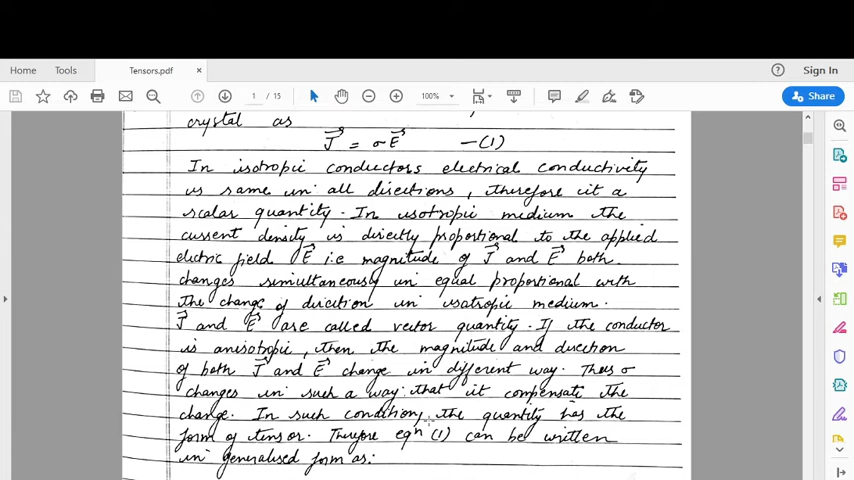 Home Tools Tensors.pdf × Sign In
1 / 15 100% Share
crystal as
J⃗ = σE⃗ —(1)
In isotropic conductors electrical conductivity
is same in all directions, therefore it a
scalar quantity. In isotropic medium the
current density is directly proportional to the applied
electric field E⃗ i.e magnitude of J⃗ and E⃗ both
changes simultaneously in equal proportional with
the change of direction in isotropic medium.
J⃗ and E⃗ are called vector quantity. If the conductor
is anisotropic, then the magnitude and direction
of both J⃗ and E⃗ change in different way. Thus σ
changes in such a way that it compensate the
change. In such condition, the quantity has the
form of tensor. Therefore eqⁿ (1) can be written
in generalised form as: